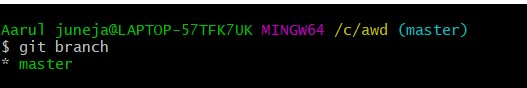 Aarul juneja@LAPTOP-57TFK7UK MINGW64 /c/awd (master)
$ git branch
* master